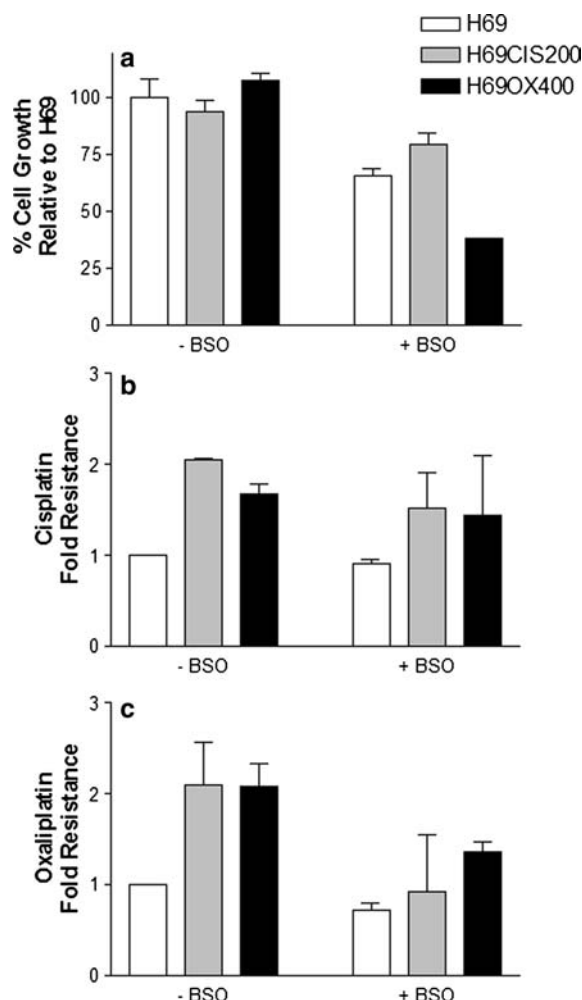 H69
H69CIS200
H69OX400
a
% Cell Growth
Relative to H69
100
75
50
25
0
- BSO
+ BSO
b
Cisplatin
Fold Resistance
3
2
1
0
- BSO
+ BSO
c
Oxaliplatin
Fold Resistance
3
2
1
0
- BSO
+ BSO